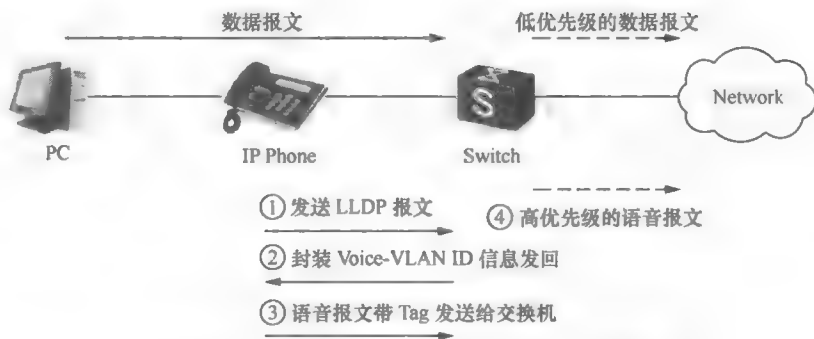 数据报文
低优先级的数据报文
PC
IP Phone
S
Switch
Network
① 发送 LLDP 报文
④ 高优先级的语音报文
② 封装 Voice-VLAN ID 信息发回
③ 语音报文带 Tag 发送给交换机